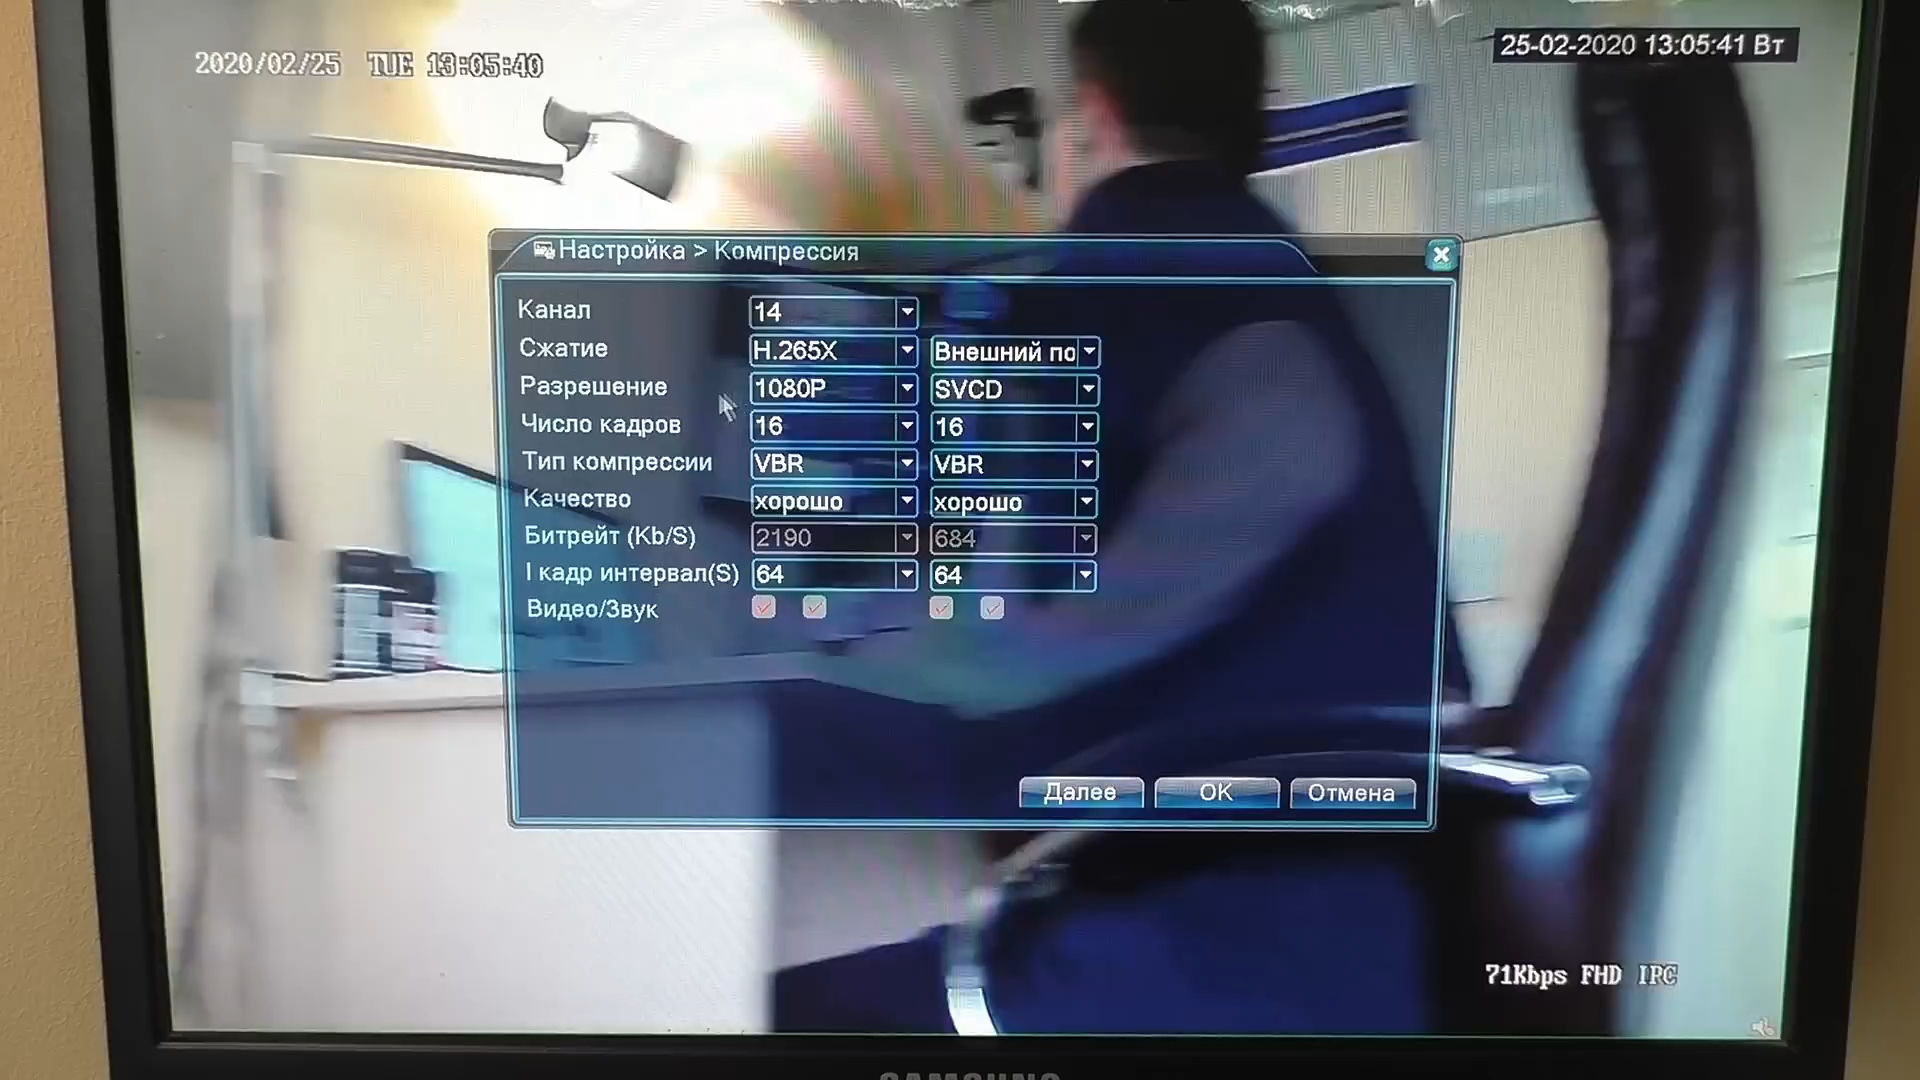 2020/02/25 TUE 13:05:40
25-02-2020 13:05:41 Вт
Настройка > Компрессия
Канал 14
Сжатие H.265X Внешний по
Разрешение 1080P SVCD
Число кадров 16 16
Тип компрессии VBR VBR
Качество хорошо хорошо
Битрейт (Kb/S) 2190 684
I кадр интервал(S) 64 64
Видео/Звук
Далее OK Отмена
71Kbps FHD IPC
SAMSUNG